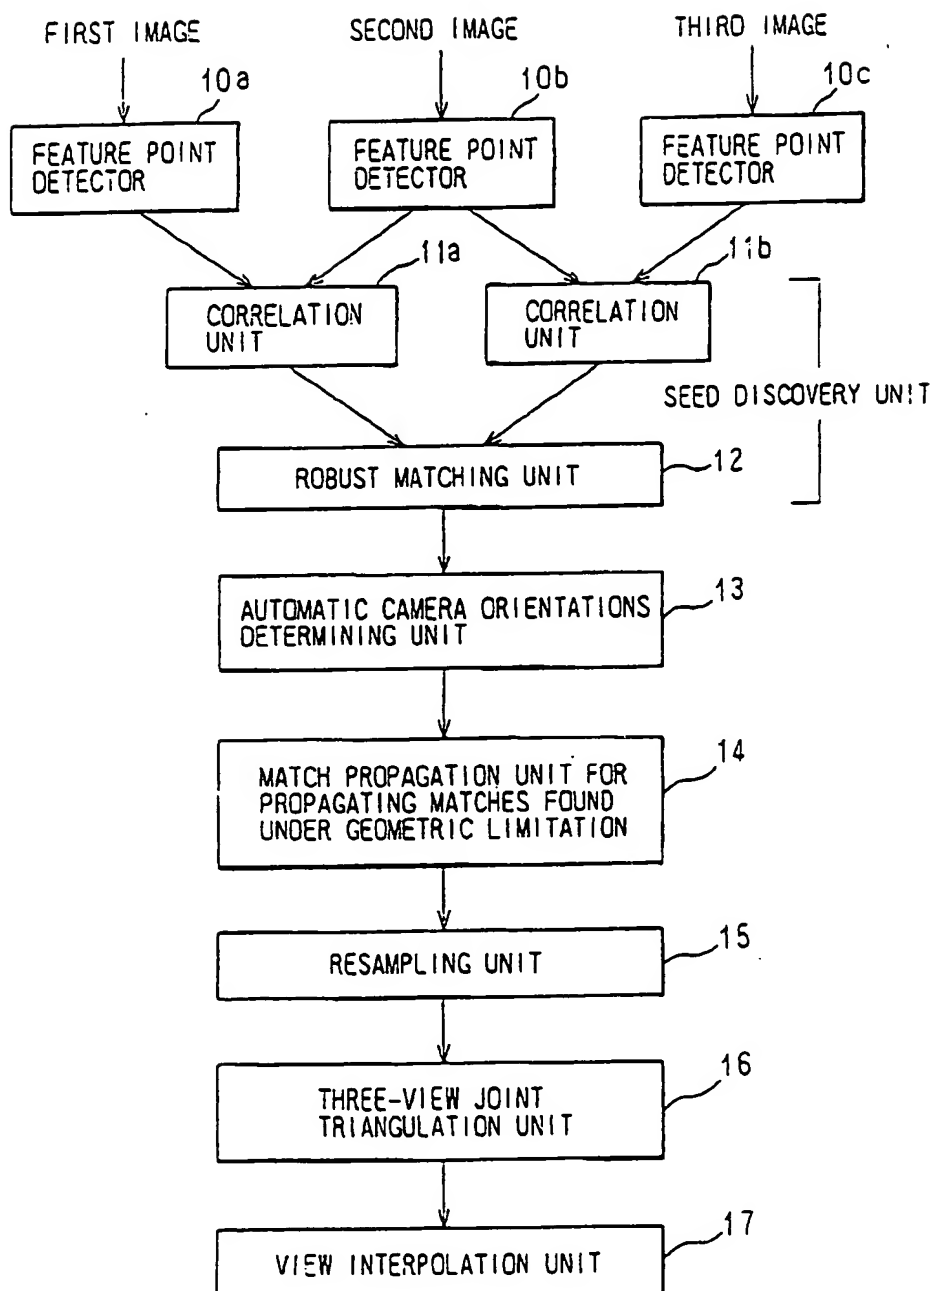 FIRST IMAGE
SECOND IMAGE
THIRD IMAGE
10a
10b
10c
FEATURE POINT
DETECTOR
FEATURE POINT
DETECTOR
FEATURE POINT
DETECTOR
11a
11b
CORRELATION
UNIT
CORRELATION
UNIT
SEED DISCOVERY UNIT
ROBUST MATCHING UNIT
12
AUTOMATIC CAMERA ORIENTATIONS
DETERMINING UNIT
13
MATCH PROPAGATION UNIT FOR
PROPAGATING MATCHES FOUND
UNDER GEOMETRIC LIMITATION
14
RESAMPLING UNIT
15
THREE-VIEW JOINT
TRIANGULATION UNIT
16
VIEW INTERPOLATION UNIT
17